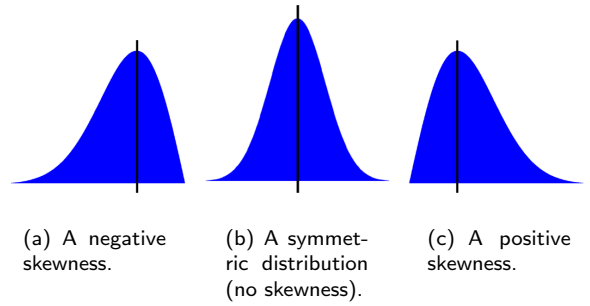 (a) A negative
skewness.
(b) A symmet-
ric distribution
(no skewness).
(c) A positive
skewness.